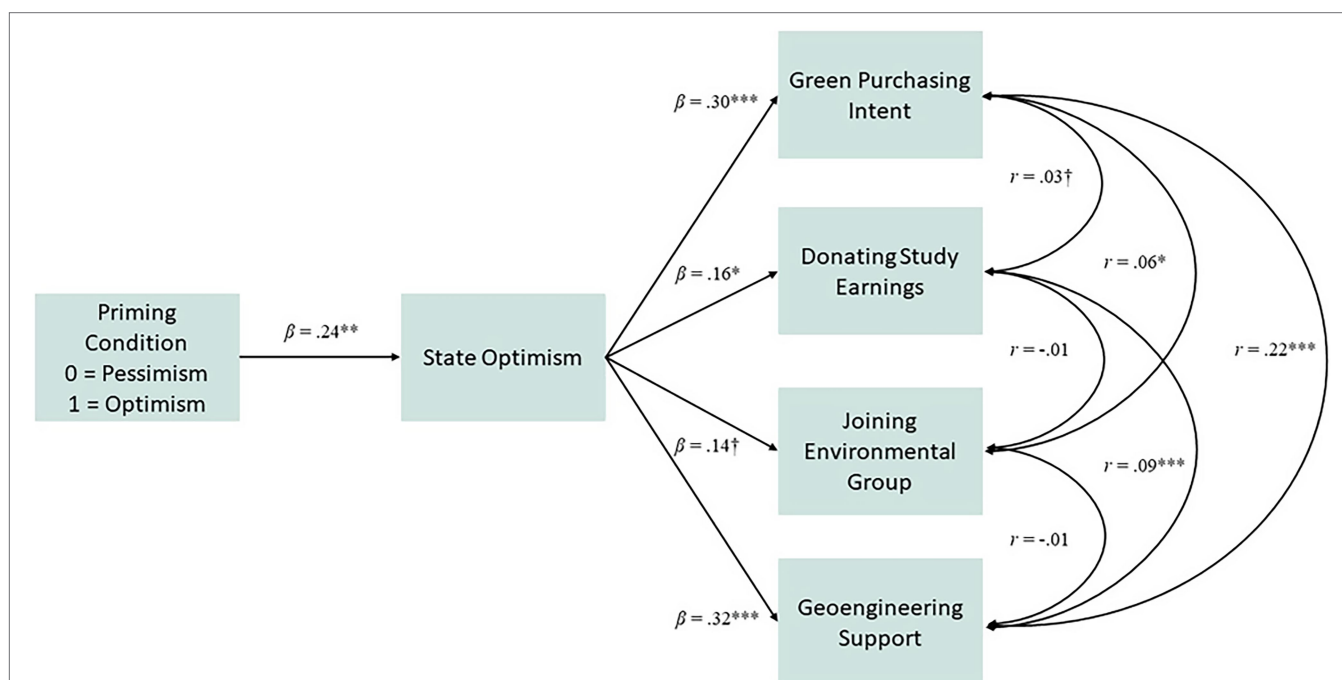 Priming
Condition
0 = Pessimism
1 = Optimism
β = .24**
State Optimism
β = .30***
β = .16*
β = .14†
β = .32***
Green Purchasing
Intent
Donating Study
Earnings
Joining
Environmental
Group
Geoengineering
Support
r = .03†
r = .06*
r = -.01
r = .22***
r = .09***
r = -.01